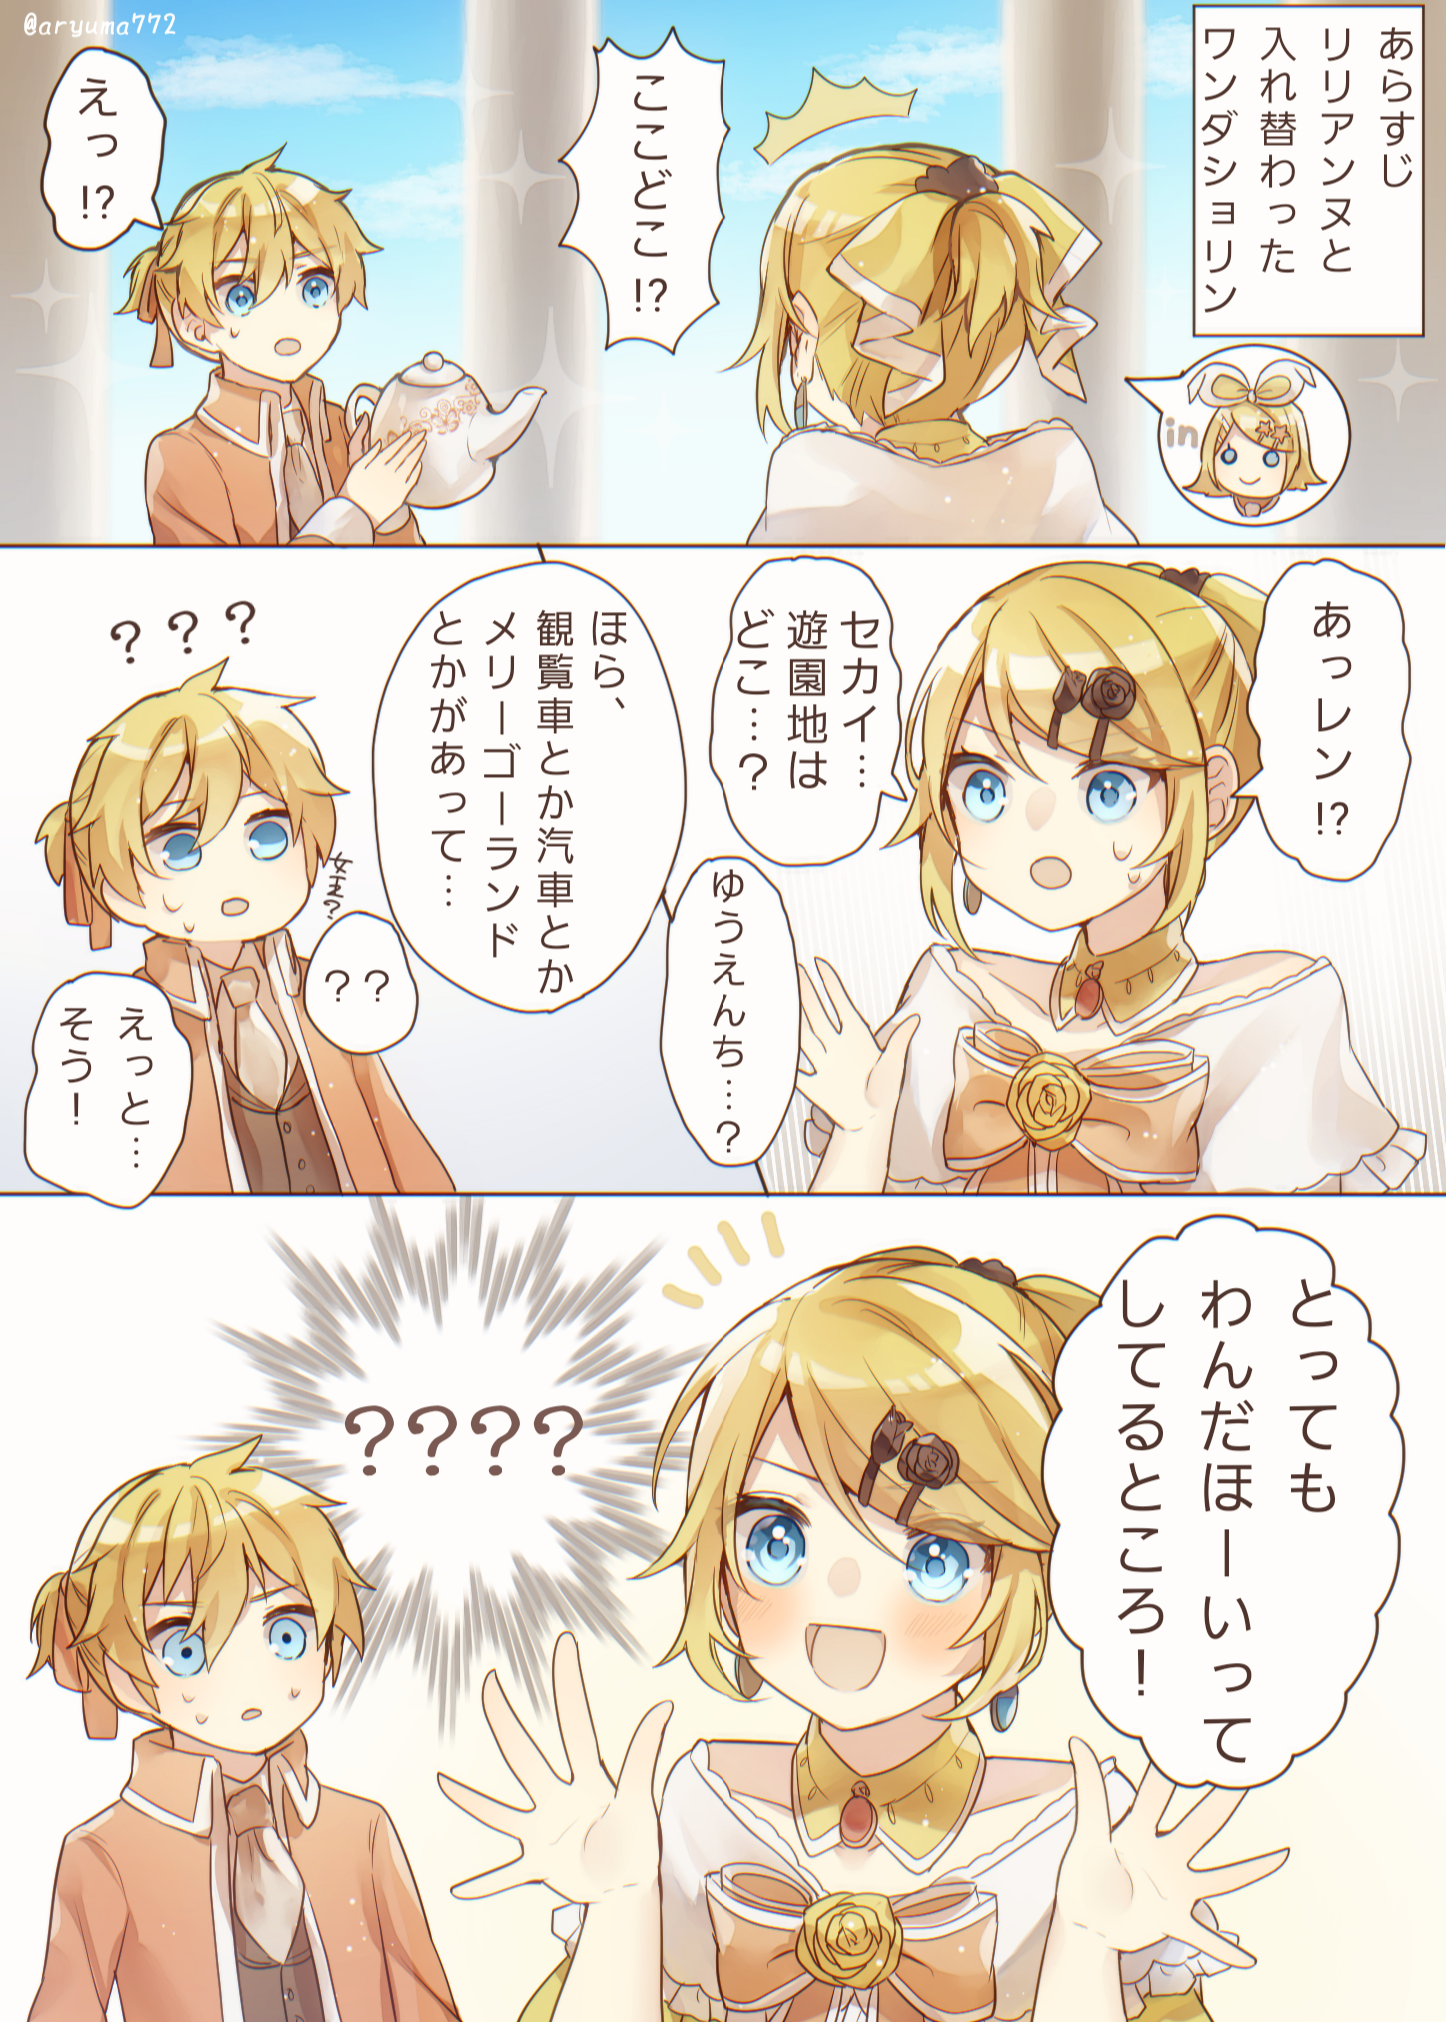 @aryuma772
あらすじ
リリアンヌと
入れ替わった
ワンダショリン
in
ここどこ!?
えっ!?
あっレン!?
セカイ…
遊園地は
どこ…?
ゆうえんち…?
ほら、
観覧車とか汽車とか
メリーゴーランド
とかがあって…
???
女王?
??
えっと…
そう!
とっても
わんだほーいって
してるところ!
????